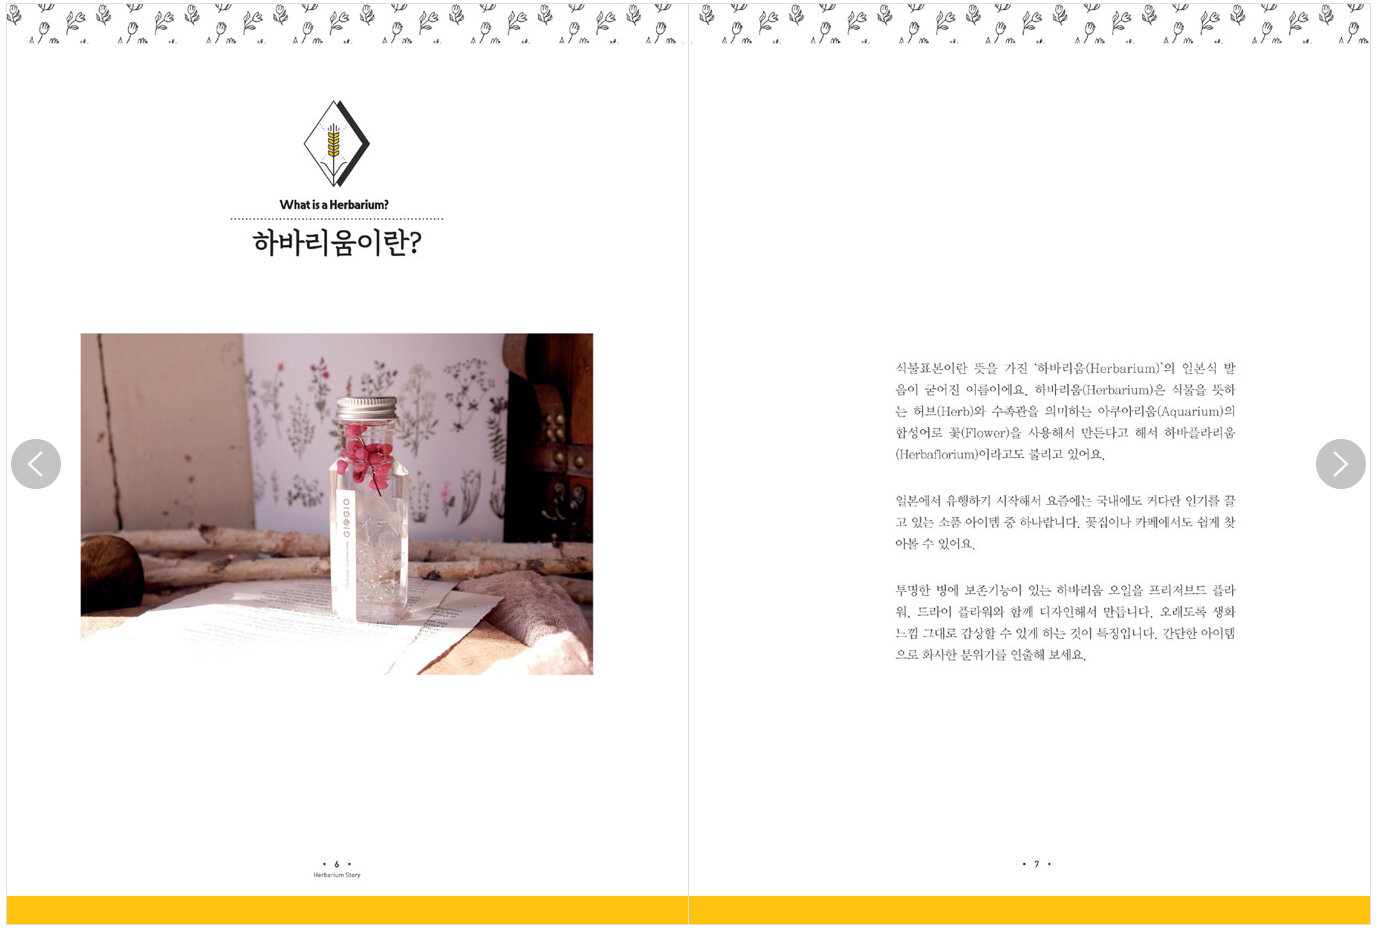 What is a Herbarium?
하바리움이란?
GIOGIO
• 6 •
Herbarium Story
식물표본이란 뜻을 가진 '하바리움(Herbarium)'의 일본식 발
음이 굳어진 이름이에요. 하바리움(Herbarium)은 식물을 뜻하
는 허브(Herb)와 수족관을 의미하는 아쿠아리움(Aquarium)의
합성어로 꽃(Flower)을 사용해서 만든다고 해서 하바플라리움
(Herbaflorium)이라고도 불리고 있어요.
일본에서 유행하기 시작해서 요즘에는 국내에도 커다란 인기를 끌
고 있는 소품 아이템 중 하나랍니다. 꽃집이나 카페에서도 쉽게 찾
아볼 수 있어요.
투명한 병에 보존기능이 있는 하바리움 오일을 프리저브드 플라
워, 드라이 플라워와 함께 디자인해서 만듭니다. 오래도록 생화
느낌 그대로 감상할 수 있게 하는 것이 특징입니다. 간단한 아이템
으로 화사한 분위기를 연출해 보세요.
• 7 •